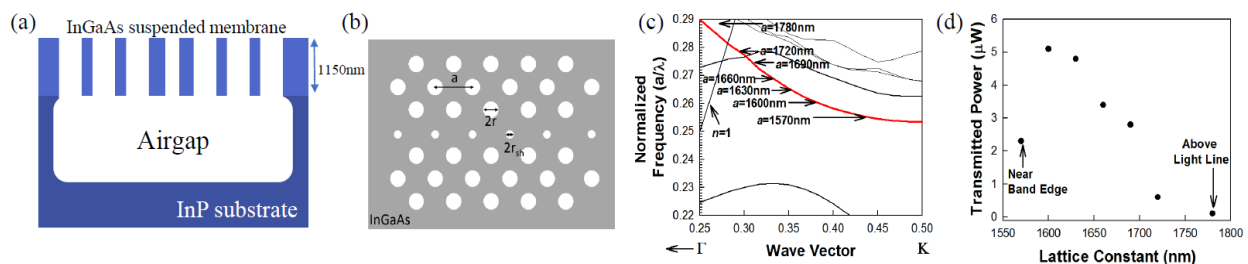 (a)
InGaAs suspended membrane
1150nm
Airgap
InP substrate
(b)
a
2r
2r_sh
InGaAs
(c)
Normalized
Frequency (a/λ)
0.29
0.28
0.27
0.26
0.25
0.24
0.23
0.22
a=1780nm
a=1720nm
a=1690nm
a=1660nm
a=1630nm
a=1600nm
a=1570nm
n=1
0.25 0.30 0.35 0.40 0.45 0.50
Γ Wave Vector K
(d)
Transmitted Power (μW)
6
5
4
3
2
1
0
Above
Light Line
Near
Band Edge
1550 1600 1650 1700 1750 1800
Lattice Constant (nm)